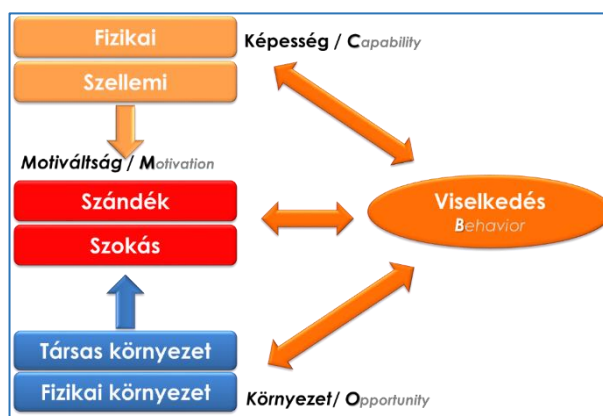 Fizikai
Képesség / Capability
Szellemi
Motiváltság / Motivation
Szándék
Szokás
Viselkedés
Behavior
Társas környezet
Fizikai környezet
Környezet/ Opportunity